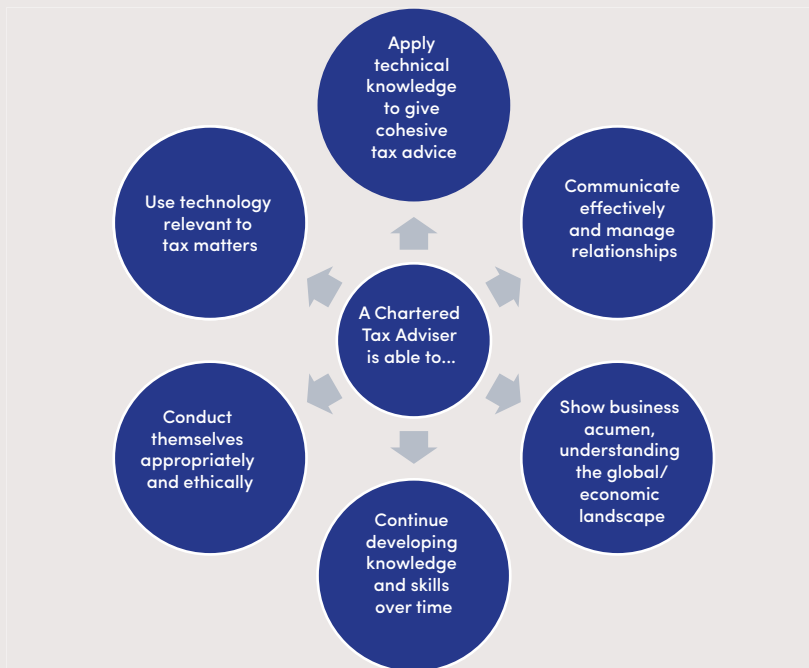 Apply
technical
knowledge
to give
cohesive
tax advice
Use technology
relevant to
tax matters
Communicate
effectively
and manage
relationships
A Chartered
Tax Adviser
is able to...
Conduct
themselves
appropriately
and ethically
Show business
acumen,
understanding
the global/
economic
landscape
Continue
developing
knowledge
and skills
over time